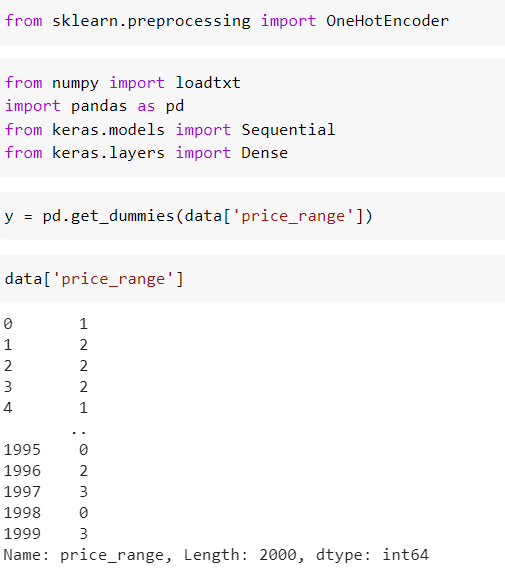 from sklearn.preprocessing import OneHotEncoder
from numpy import loadtxt
import pandas as pd
from keras.models import Sequential
from keras.layers import Dense
y = pd.get_dummies(data['price_range'])
data['price_range']
0       1
1       2
2       2
3       2
4       1
       ..
1995    0
1996    2
1997    3
1998    0
1999    3
Name: price_range, Length: 2000, dtype: int64